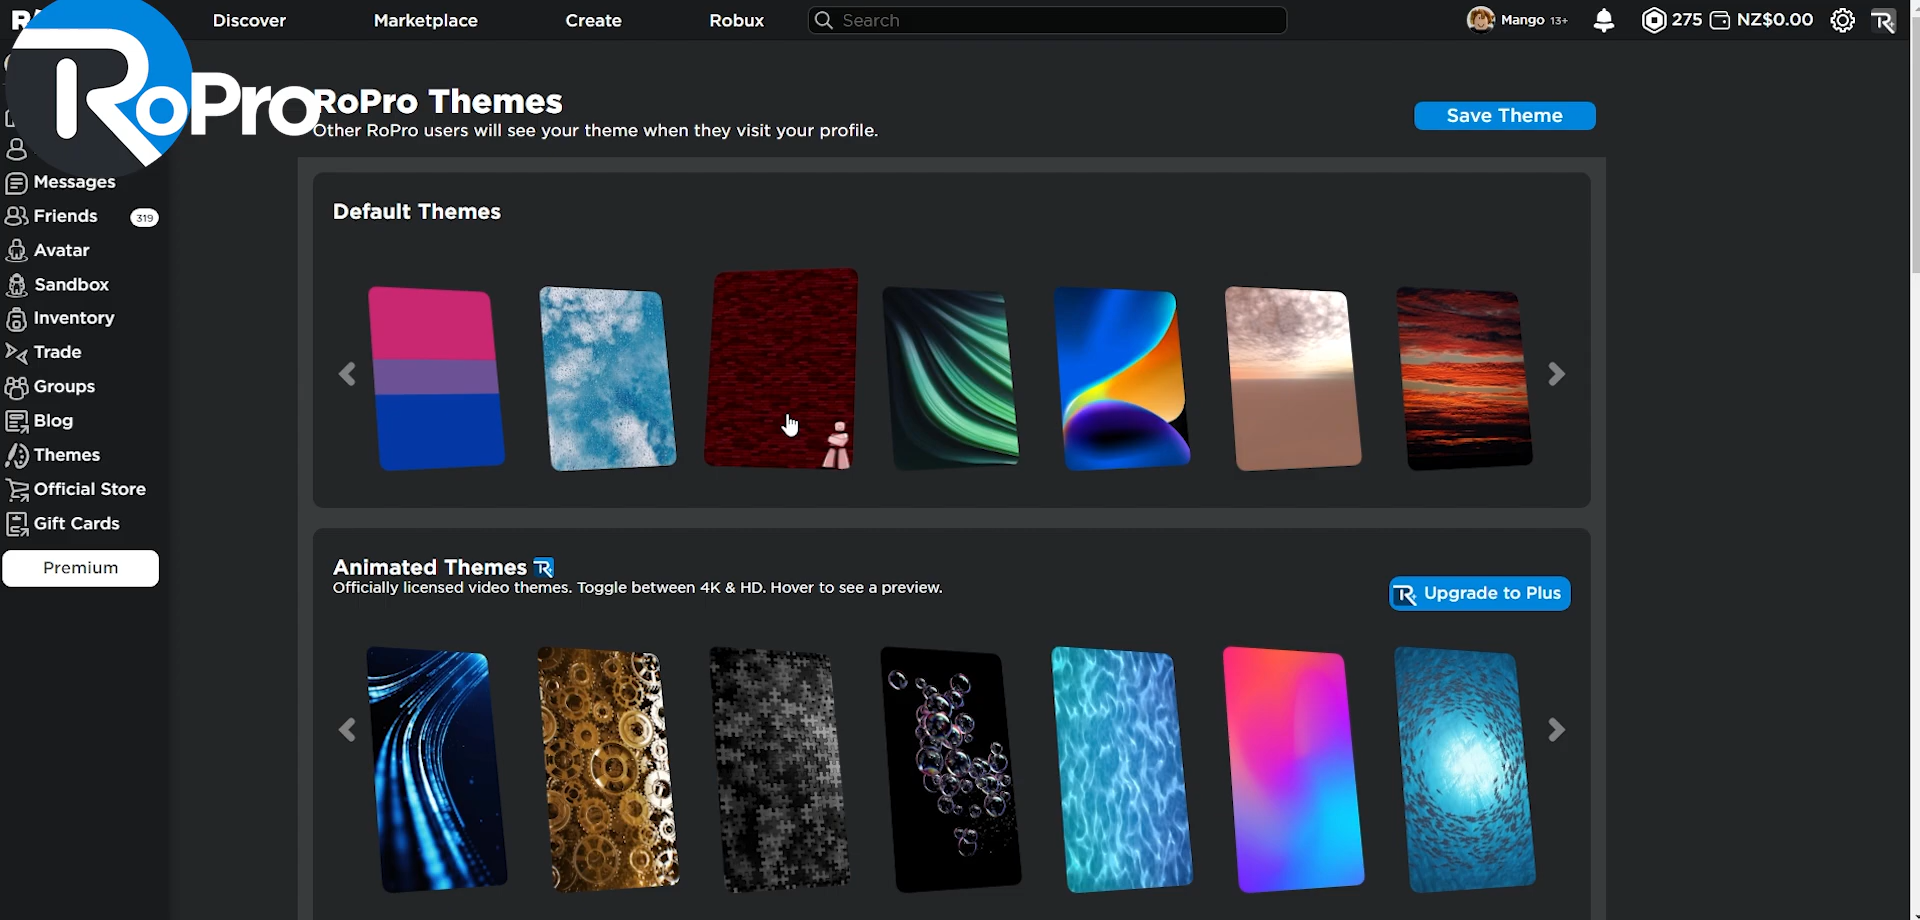 Discover
Marketplace
Create
Robux
Search
Mango 13+
275
NZ$0.00
RoPro
RoPro Themes
Other RoPro users will see your theme when they visit your profile.
Save Theme
Messages
Friends 319
Avatar
Sandbox
Inventory
Trade
Groups
Blog
Themes
Official Store
Gift Cards
Premium
Default Themes
Animated Themes
Officially licensed video themes. Toggle between 4K & HD. Hover to see a preview.
Upgrade to Plus